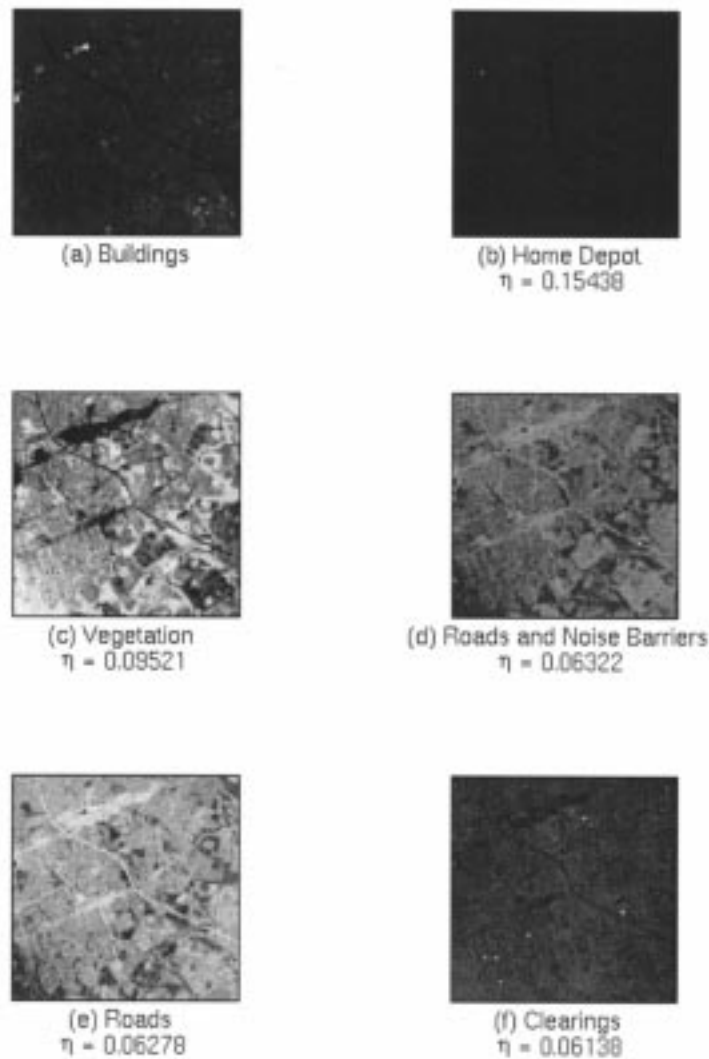 (a) Buildings
(b) Home Depot
η = 0.15438
(c) Vegetation
η = 0.09521
(d) Roads and Noise Barriers
η = 0.06322
(e) Roads
η = 0.06278
(f) Clearings
η = 0.06138